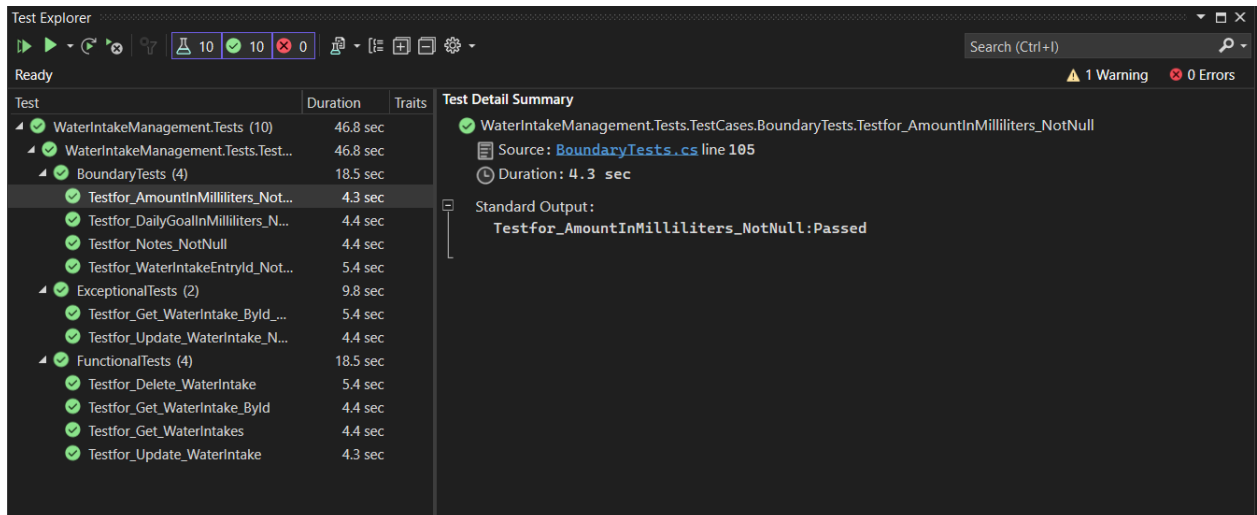 Test Explorer
10 10 0 Search (Ctrl+I)
Ready 1 Warning 0 Errors
Test Duration Traits
WaterIntakeManagement.Tests (10) 46.8 sec
WaterIntakeManagement.Tests.Test... 46.8 sec
BoundaryTests (4) 18.5 sec
Testfor_AmountInMilliliters_Not... 4.3 sec
Testfor_DailyGoalInMilliliters_N... 4.4 sec
Testfor_Notes_NotNull 4.4 sec
Testfor_WaterIntakeEntryId_Not... 5.4 sec
ExceptionalTests (2) 9.8 sec
Testfor_Get_WaterIntake_ById_... 5.4 sec
Testfor_Update_WaterIntake_N... 4.4 sec
FunctionalTests (4) 18.5 sec
Testfor_Delete_WaterIntake 5.4 sec
Testfor_Get_WaterIntake_ById 4.4 sec
Testfor_Get_WaterIntakes 4.4 sec
Testfor_Update_WaterIntake 4.3 sec
Test Detail Summary
WaterIntakeManagement.Tests.TestCases.BoundaryTests.Testfor_AmountInMilliliters_NotNull
Source: BoundaryTests.cs line 105
Duration: 4.3 sec
Standard Output:
Testfor_AmountInMilliliters_NotNull:Passed